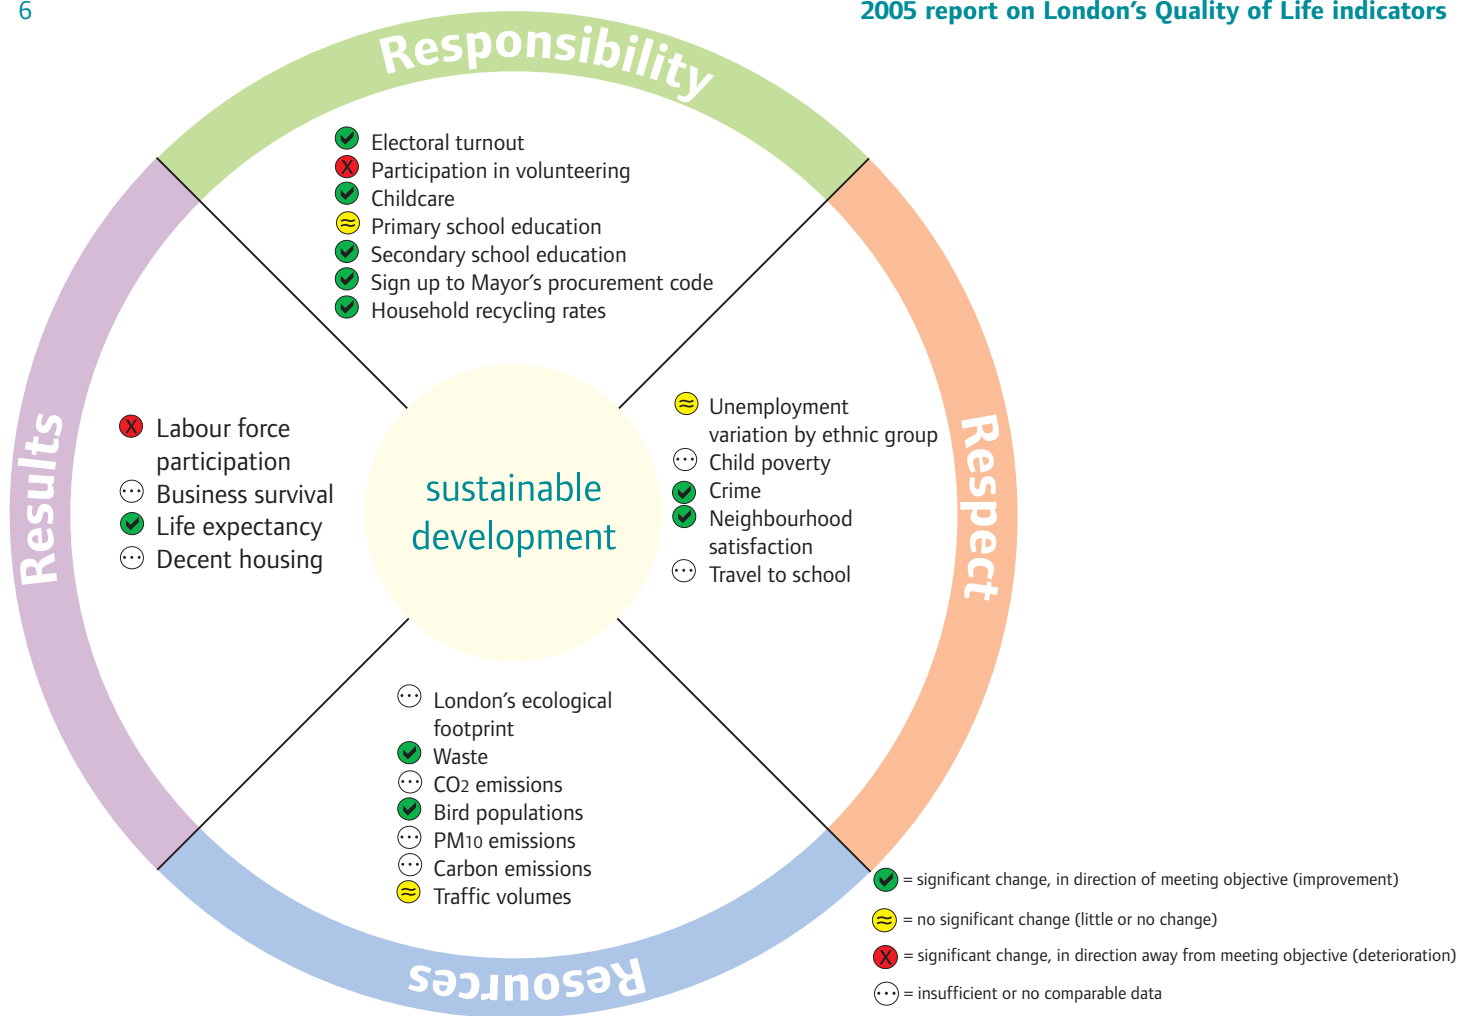 6
2005 report on London's Quality of Life indicators
Responsibility
Electoral turnout
X Participation in volunteering
Childcare
≈ Primary school education
Secondary school education
Sign up to Mayor's procurement code
Household recycling rates
Results
X Labour force
participation
Business survival
Life expectancy
Decent housing
sustainable
development
≈ Unemployment
variation by ethnic group
Child poverty
Crime
Neighbourhood
satisfaction
Travel to school
Respect
London's ecological
footprint
Waste
CO2 emissions
Bird populations
PM10 emissions
Carbon emissions
≈ Traffic volumes
Resources
= significant change, in direction of meeting objective (improvement)
≈ = no significant change (little or no change)
X = significant change, in direction away from meeting objective (deterioration)
= insufficient or no comparable data